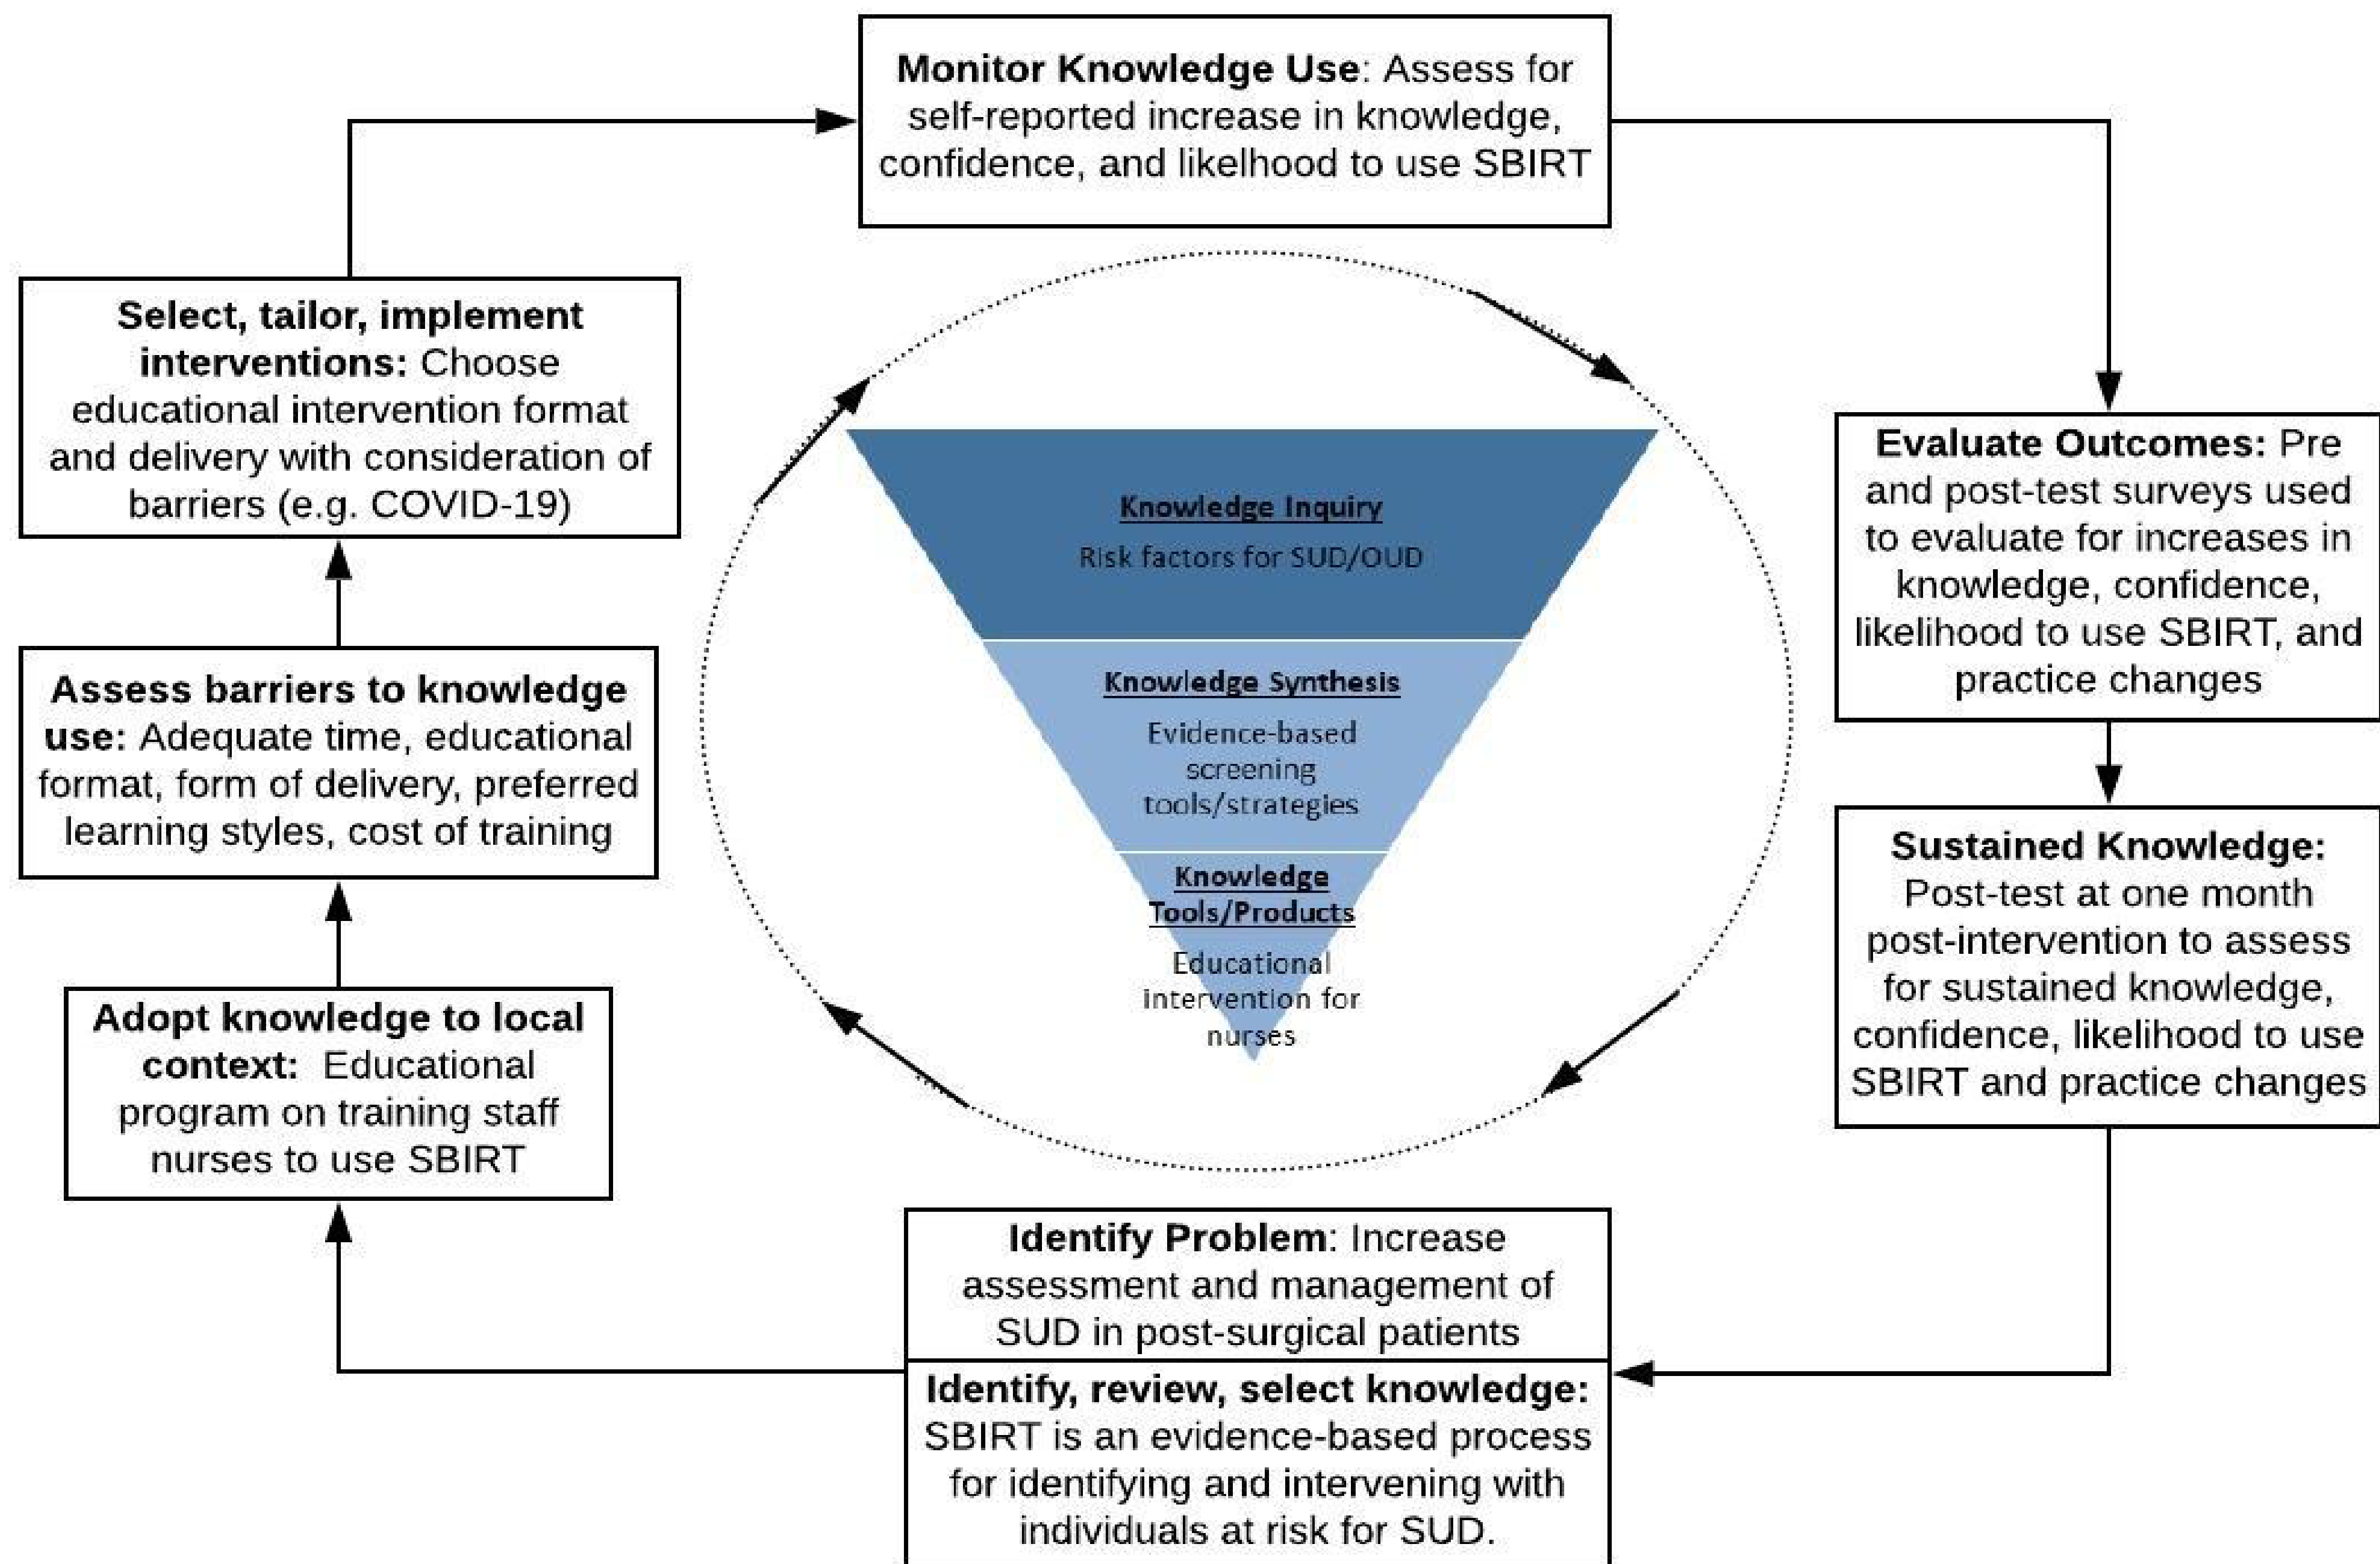 Monitor Knowledge Use: Assess for
self-reported increase in knowledge,
confidence, and likelhood to use SBIRT
Select, tailor, implement
interventions: Choose
educational intervention format
and delivery with consideration of
barriers (e.g. COVID-19)
Assess barriers to knowledge
use: Adequate time, educational
format, form of delivery, preferred
learning styles, cost of training
Adopt knowledge to local
context: Educational
program on training staff
nurses to use SBIRT
Knowledge Inquiry
Risk factors for SUD/OUD
Knowledge Synthesis
Evidence-based
screening
tools/strategies
Knowledge
Tools/Products
Educational
intervention for
nurses
Evaluate Outcomes: Pre
and post-test surveys used
to evaluate for increases in
knowledge, confidence,
likelihood to use SBIRT, and
practice changes
Sustained Knowledge:
Post-test at one month
post-intervention to assess
for sustained knowledge,
confidence, likelihood to use
SBIRT and practice changes
Identify Problem: Increase
assessment and management of
SUD in post-surgical patients
Identify, review, select knowledge:
SBIRT is an evidence-based process
for identifying and intervening with
individuals at risk for SUD.